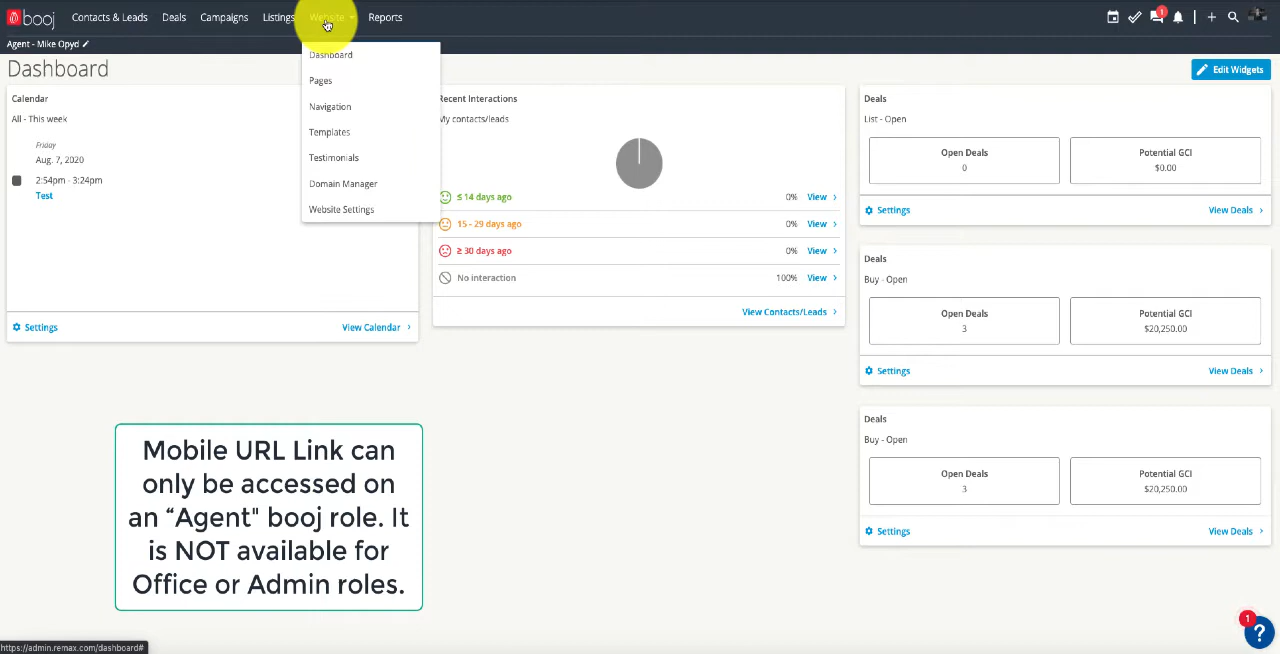 booj
Contacts & Leads
Deals
Campaigns
Listings
Website
Reports
1
Agent - Mike Opyd
Dashboard
Edit Widgets
Dashboard
Pages
Navigation
Templates
Testimonials
Domain Manager
Website Settings
Calendar
All - This week
Friday
Aug. 7, 2020
2:54pm - 3:24pm
Test
Settings
View Calendar
Recent Interactions
My contacts/leads
≤ 14 days ago 0% View
15 - 29 days ago 0% View
≥ 30 days ago 0% View
No interaction 100% View
View Contacts/Leads
Deals
List - Open
Open Deals
0
Potential GCI
$0.00
Settings
View Deals
Deals
Buy - Open
Open Deals
3
Potential GCI
$20,250.00
Settings
View Deals
Deals
Buy - Open
Open Deals
3
Potential GCI
$20,250.00
Settings
View Deals
Mobile URL Link can
only be accessed on
an “Agent" booj role. It
is NOT available for
Office or Admin roles.
1
?
https://admin.remax.com/dashboard#